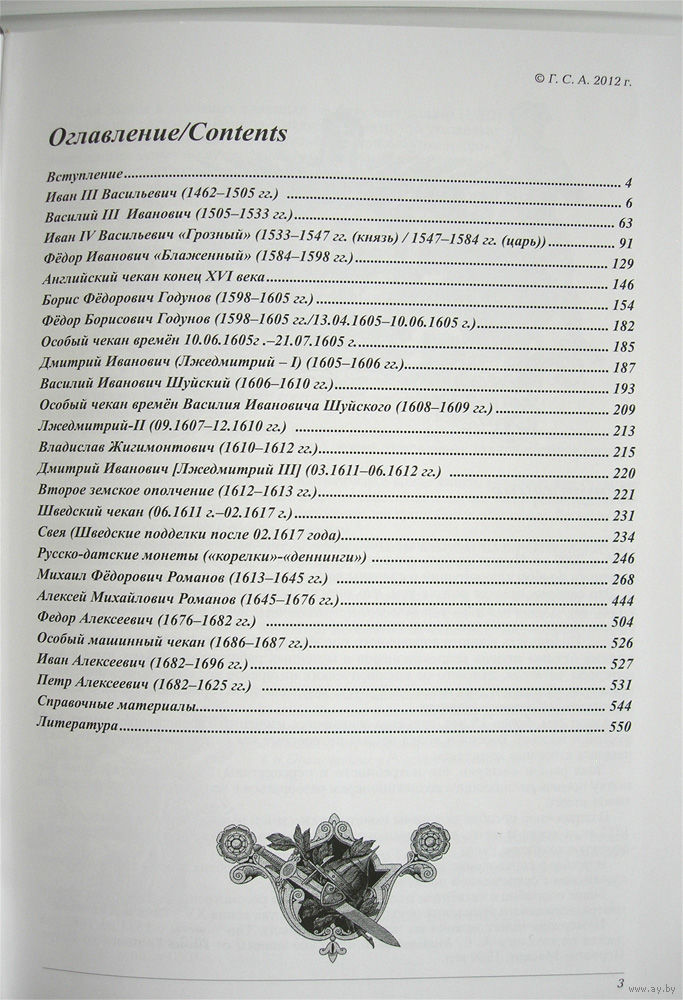 © Г. С. А. 2012 г.
Оглавление/Contents
Вступление 4
Иван III Васильевич (1462–1505 гг.) 6
Василий III Иванович (1505–1533 гг.) 63
Иван IV Васильевич «Грозный» (1533–1547 гг. (князь) / 1547–1584 гг. (царь)) 91
Фёдор Иванович «Блаженный» (1584–1598 гг.) 129
Английский чекан конец XVI века 146
Борис Фёдорович Годунов (1598–1605 гг.) 154
Фёдор Борисович Годунов (1598–1605 гг./13.04.1605–10.06.1605 г.) 182
Особый чекан времён 10.06.1605г .–21.07.1605 г. 185
Дмитрий Иванович (Лжедмитрий – I) (1605–1606 гг.) 187
Василий Иванович Шуйский (1606–1610 гг.) 193
Особый чекан времён Василия Ивановича Шуйского (1608–1609 гг.) 209
Лжедмитрий-II (09.1607–12.1610 гг.) 213
Владислав Жигимонтович (1610–1612 гг.) 215
Дмитрий Иванович [Лжедмитрий III] (03.1611–06.1612 гг.) 220
Второе земское ополчение (1612–1613 гг.) 221
Шведский чекан (06.1611 г.–02.1617 г.) 231
Свея (Шведские подделки после 02.1617 года) 234
Русско-датские монеты («корелки»-«деннинги») 246
Михаил Фёдорович Романов (1613–1645 гг.) 268
Алексей Михайлович Романов (1645–1676 гг.) 444
Федор Алексеевич (1676–1682 гг.) 504
Особый машинный чекан (1686–1687 гг.) 526
Иван Алексеевич (1682–1696 гг.) 527
Петр Алексеевич (1682–1625 гг.) 531
Справочные материалы 544
Литература 550
3
www.ay.by